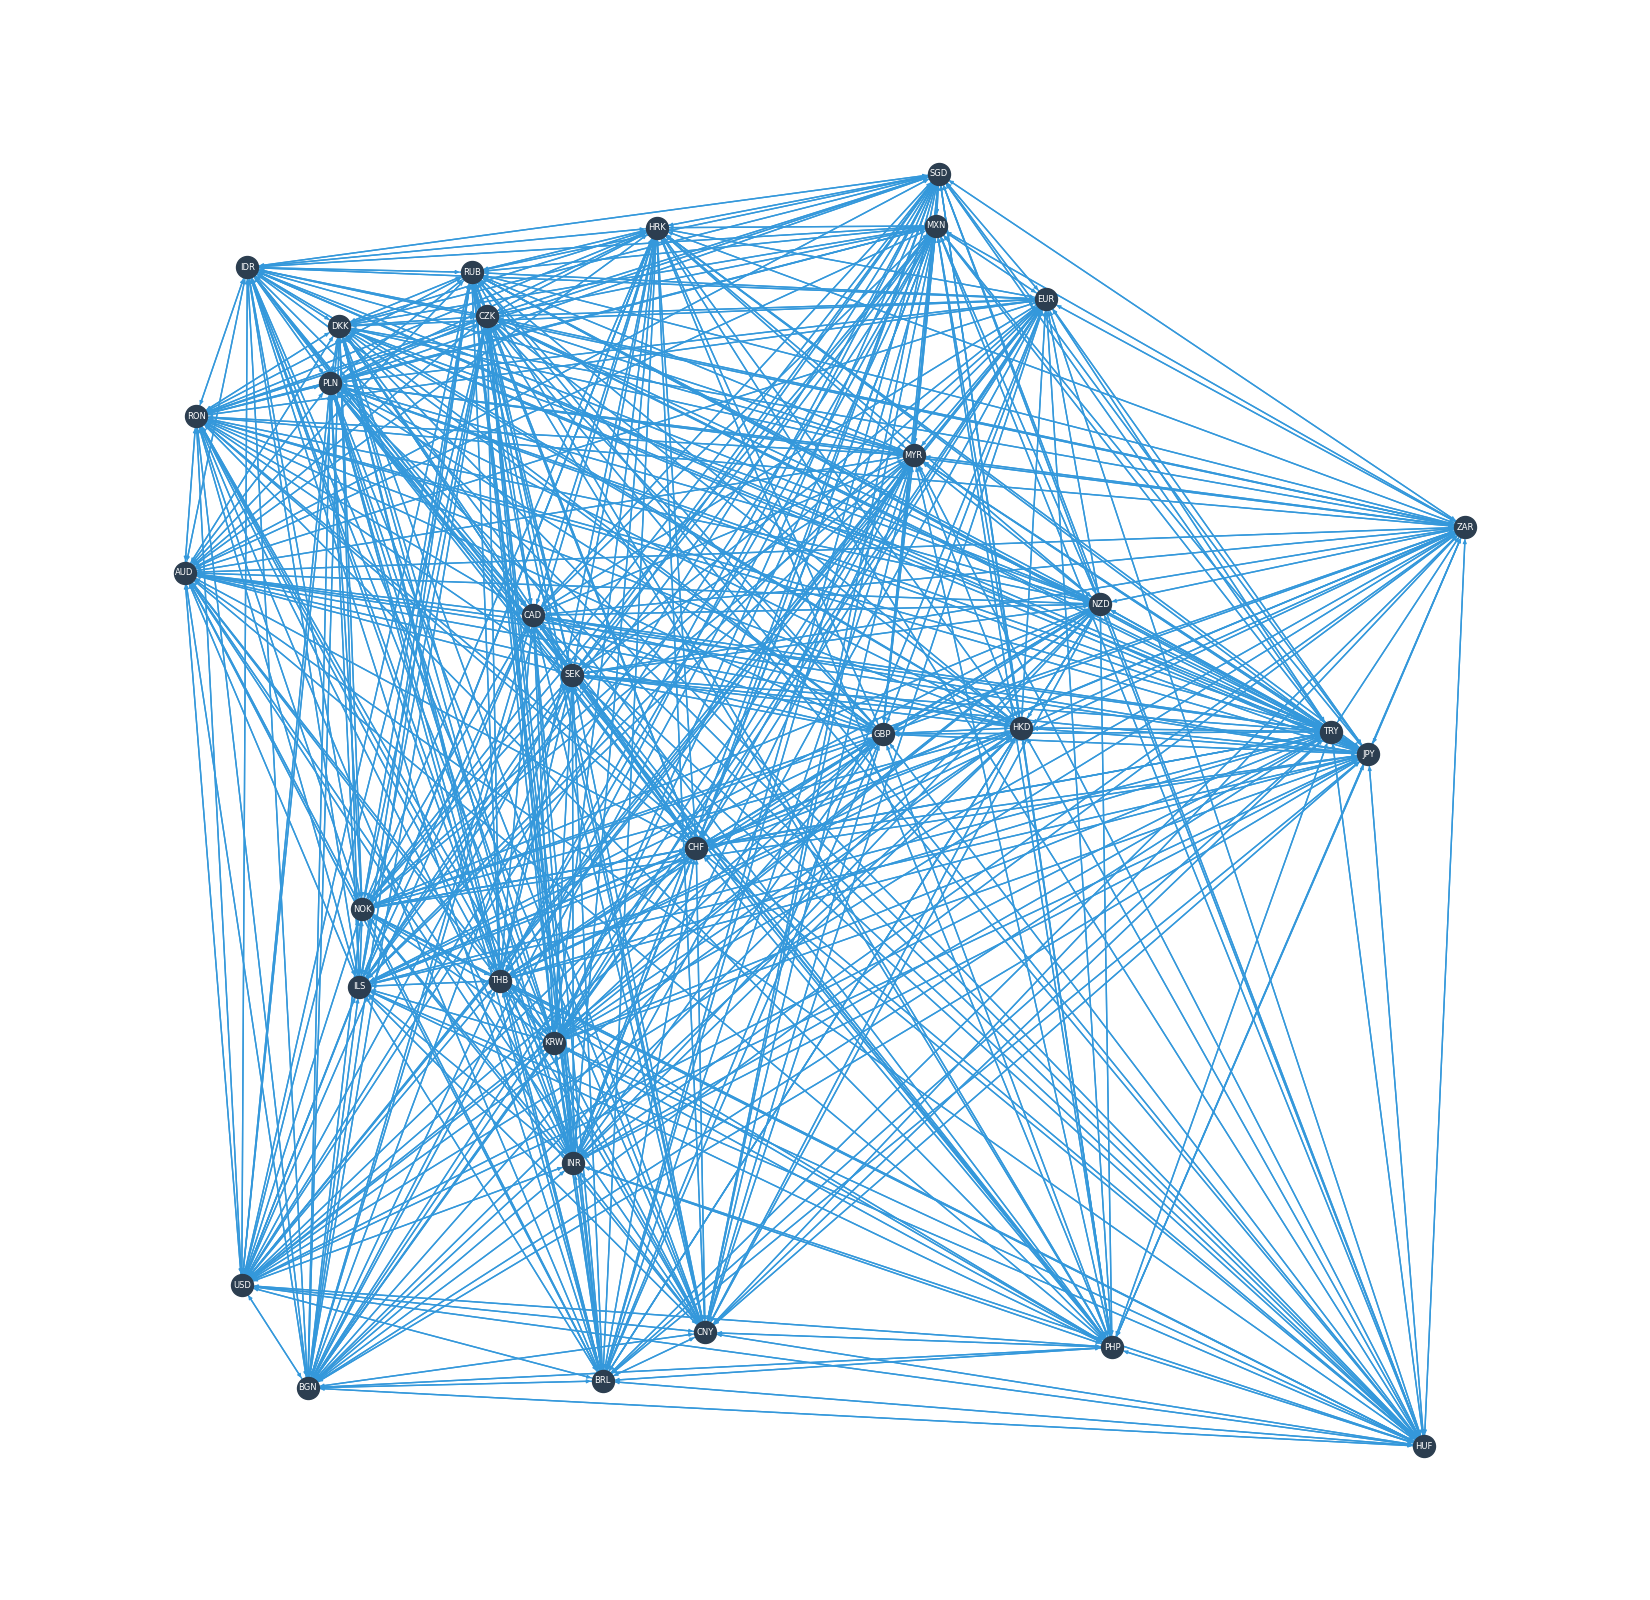 SGD
MXN
HRK
IDR
RUB
EUR
CZK
DKK
PLN
RON
MYR
ZAR
AUD
NZD
CAD
SEK
HKD
TRY
GBP
JPY
CHF
NOK
THB
ILS
KRW
INR
USD
CNY
PHP
BRL
BGN
HUF